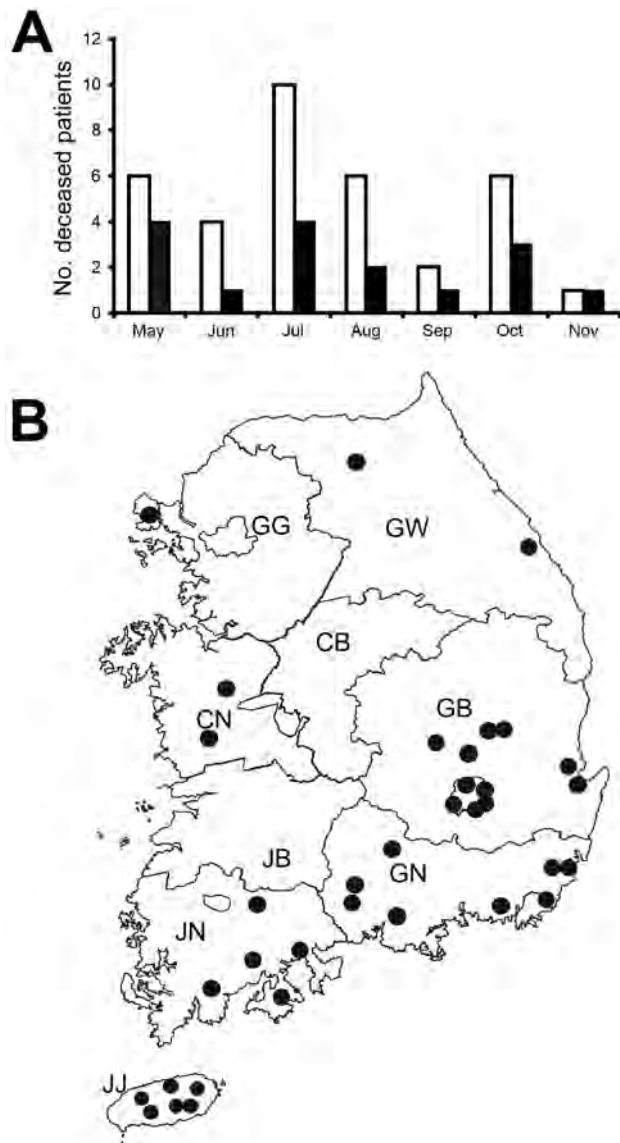 A
No. deceased patients
12
10
8
6
4
2
0
May Jun Jul Aug Sep Oct Nov
B
GG
GW
CB
GB
CN
JB
GN
JN
JJ